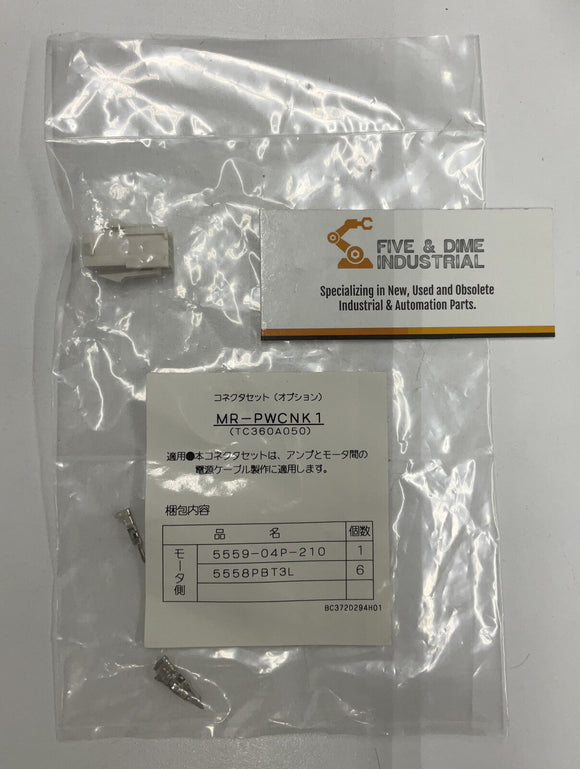 FIVE & DIME
INDUSTRIAL
Specializing in New, Used and Obsolete
Industrial & Automation Parts.
コネクタセット(オプション)
MR-PWCNK1
(TC360A050)
適用●本コネクタセットは、アンプとモータ間の
電源ケーブル製作に適用します。
梱包内容
品 名 個数
モータ側
5559-04P-210 1
5558PBT3L 6
BC372D294H01